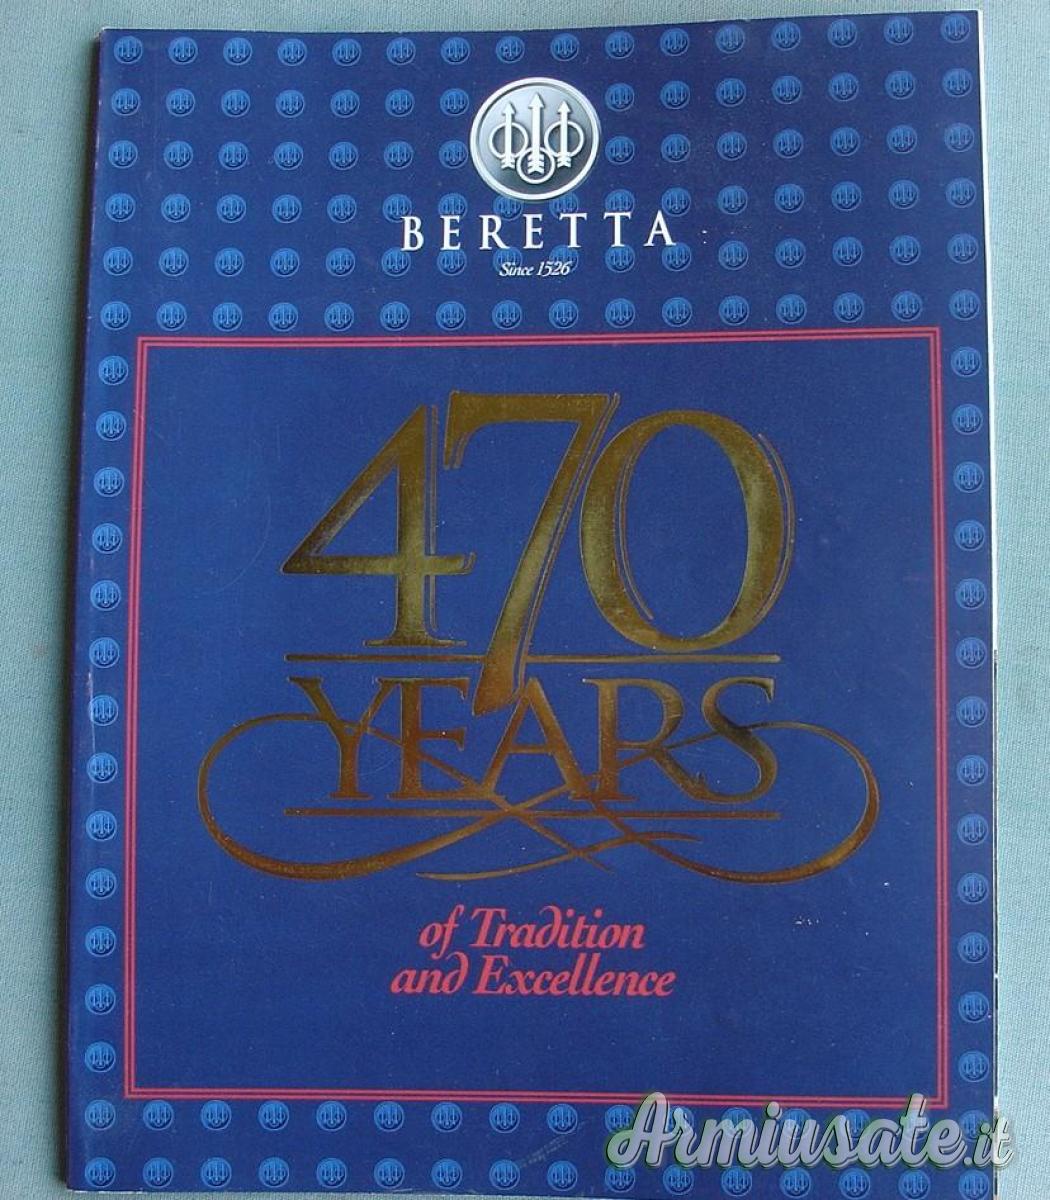 BERETTA
Since 1526
470
YEARS
of Tradition
and Excellence
Armiusate.it